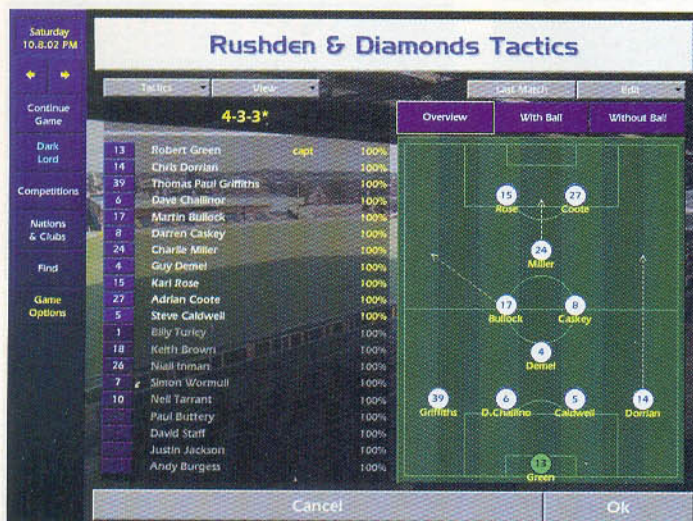 Saturday
10.8.02 PM
Continue
Game
Dark
Lord
Competitions
Nations
& Clubs
Find
Game
Options
Rushden & Diamonds Tactics
Tactics View Last Match Edit
4-3-3*
Overview With Ball Without Ball
13 Robert Green capt 100%
14 Chris Dorrian 100%
39 Thomas Paul Griffiths 100%
6 Dave Challinor 100%
17 Martin Bullock 100%
8 Darren Caskey 100%
24 Charlie Miller 100%
4 Guy Demel 100%
15 Karl Rose 100%
27 Adrian Coote 100%
5 Steve Caldwell 100%
1 Billy Turley 100%
18 Keith Brown 100%
26 Niall Inman 100%
7 Simon Wormull 100%
10 Neil Tarrant 100%
Paul Buttery 100%
David Staff 100%
Justin Jackson 100%
Andy Burgess 100%
15 27
Rose Coote
24
Miller
17 8
Bullock Caskey
4
Demel
39 6 5 14
Griffiths D.Challino Caldwell Dorrian
13
Green
Cancel Ok